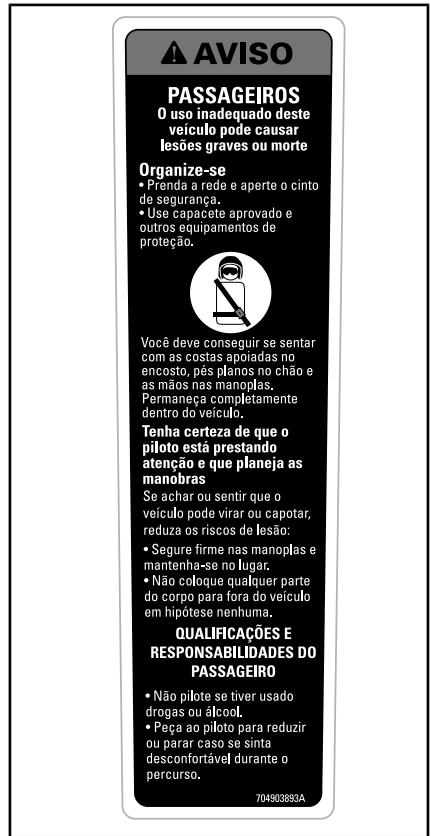 AVISO
PASSAGEIROS
O uso inadequado deste
veículo pode causar
lesões graves ou morte
Organize-se
• Prenda a rede e aperte o cinto
de segurança.
• Use capacete aprovado e
outros equipamentos de
proteção.
Você deve conseguir se sentar
com as costas apoiadas no
encosto, pés planos no chão e
as mãos nas manoplas.
Permaneça completamente
dentro do veículo.
Tenha certeza de que o
piloto está prestando
atenção e que planeja as
manobras
Se achar ou sentir que o
veículo pode virar ou capotar,
reduza os riscos de lesão:
• Segure firme nas manoplas e
mantenha-se no lugar.
• Não coloque qualquer parte
do corpo para fora do veículo
em hipótese nenhuma.
QUALIFICAÇÕES E
RESPONSABILIDADES DO
PASSAGEIRO
• Não pilote se tiver usado
drogas ou álcool.
• Peça ao piloto para reduzir
ou parar caso se sinta
desconfortável durante o
percurso.
704903893A